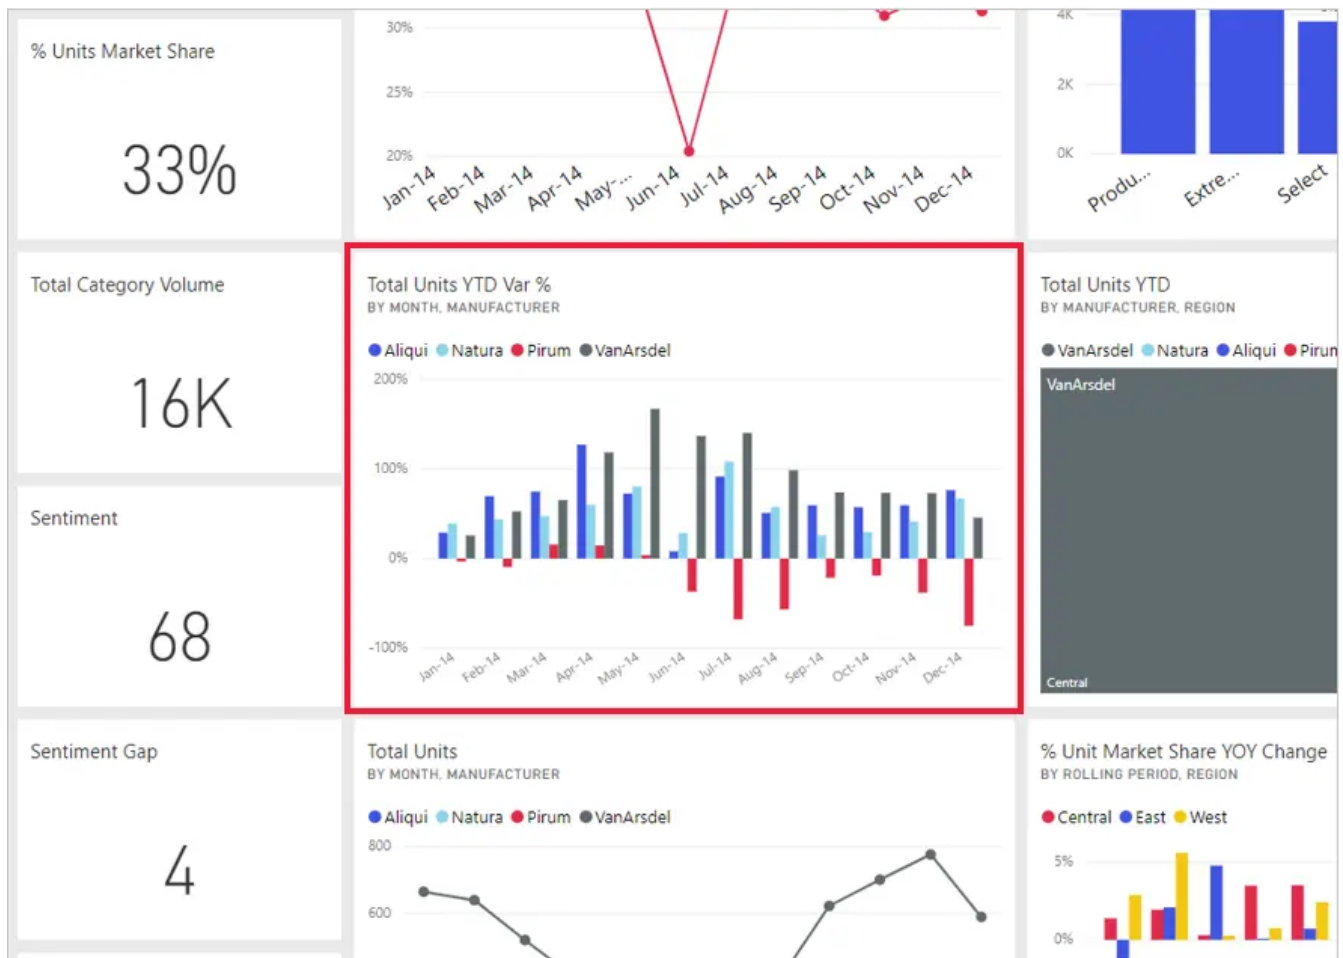 % Units Market Share
33%
30%
25%
20%
Jan-14 Feb-14 Mar-14 Apr-14 May-... Jun-14 Jul-14 Aug-14 Sep-14 Oct-14 Nov-14 Dec-14
4K
2K
0K
Produ... Extre... Select
Total Category Volume
16K
Total Units YTD Var %
BY MONTH, MANUFACTURER
Aliqui Natura Pirum VanArsdel
200%
100%
0%
-100%
Jan-14 Feb-14 Mar-14 Apr-14 May-14 Jun-14 Jul-14 Aug-14 Sep-14 Oct-14 Nov-14 Dec-14
Total Units YTD
BY MANUFACTURER, REGION
VanArsdel Natura Aliqui Pirum
VanArsdel
Central
Sentiment
68
Sentiment Gap
4
Total Units
BY MONTH, MANUFACTURER
Aliqui Natura Pirum VanArsdel
800
600
% Unit Market Share YOY Change
BY ROLLING PERIOD, REGION
Central East West
5%
0%